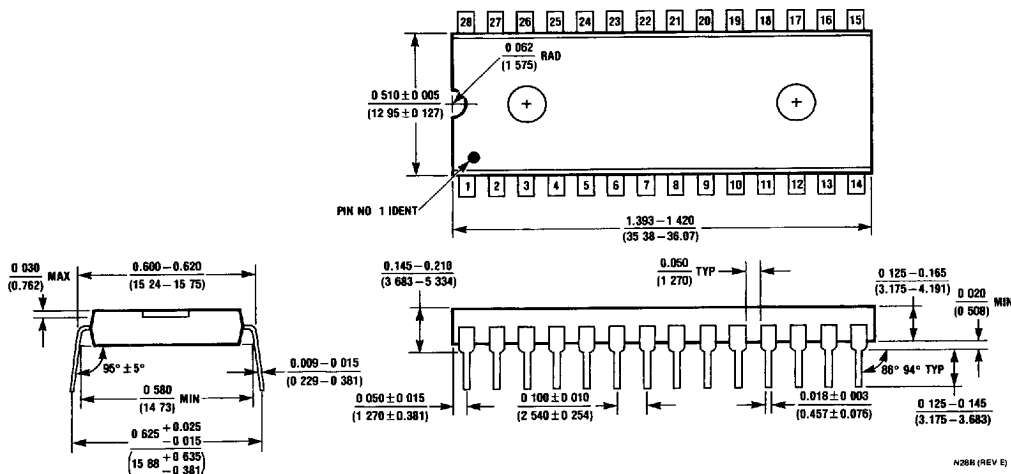 28 27 26 25 24 23 22 21 20 19 18 17 16 15
0 062
(1 575)
RAD
0 510 ± 0 005
(12 95 ± 0 127)
1 2 3 4 5 6 7 8 9 10 11 12 13 14
PIN NO 1 IDENT
1.393 – 1 420
(35 38 – 36.07)
0 030
(0.762)
MAX
0.600 – 0.620
(15 24 – 15 75)
95° ± 5°
0.009 – 0 015
(0 229 – 0 381)
0 580
(14 73)
MIN
0 625 + 0.025 – 0.015
(15 88 + 0.635 – 0.381)
0.145 – 0.210
(3 683 – 5 334)
0.050
(1 270)
TYP
0 125 – 0.165
(3.175 – 4.191)
0 020
(0 508)
MIN
86° 94° TYP
0 050 ± 0 015
(1 270 ± 0.381)
0 100 ± 0 010
(2 540 ± 0 254)
0.018 ± 0 003
(0.457 ± 0 076)
0 125 – 0 145
(3.175 – 3.683)
N28B (REV E)